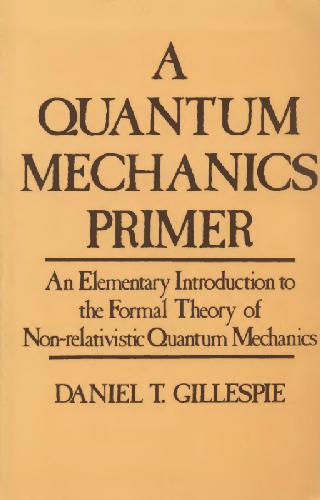 A
QUANTUM
MECHANICS
PRIMER
An Elementary Introduction to
the Formal Theory of
Non-relativistic Quantum Mechanics
DANIEL T. GILLESPIE